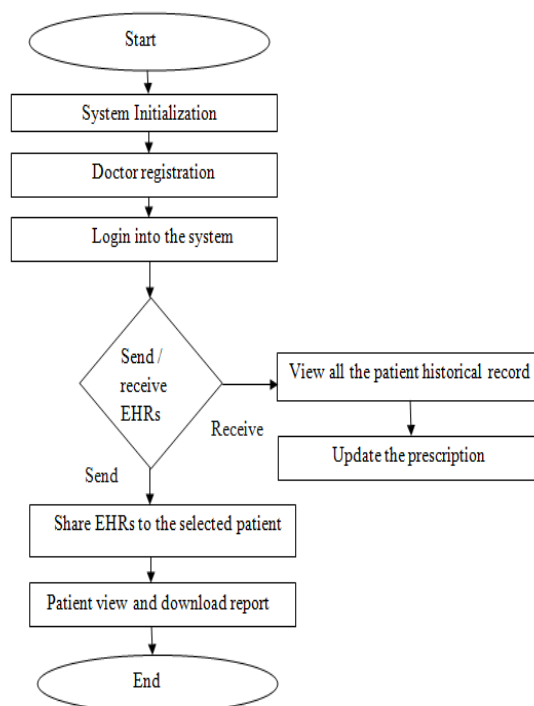 Start
System Initialization
Doctor registration
Login into the system
Send /
receive
EHRs
View all the patient historical record
Receive
Update the prescription
Send
Share EHRs to the selected patient
Patient view and download report
End